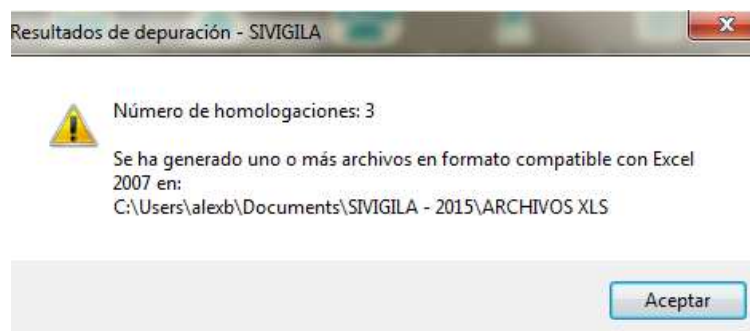 Resultados de depuración - SIVIGILA
Número de homologaciones: 3
Se ha generado uno o más archivos en formato compatible con Excel
2007 en:
C:\Users\alexb\Documents\SIVIGILA - 2015\ARCHIVOS XLS
Aceptar